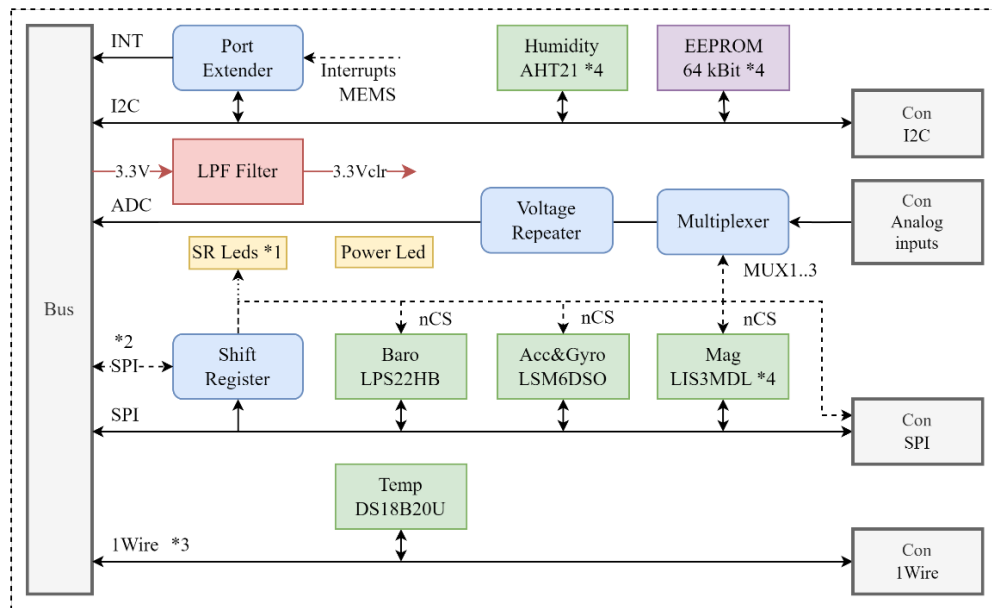 INT
Port
Extender
Interrupts
MEMS
Humidity
AHT21 *4
EEPROM
64 kBit *4
I2C
Con
I2C
3.3V
LPF Filter
3.3Vclr
ADC
Voltage
Repeater
Multiplexer
Con
Analog
inputs
SR Leds *1
Power Led
MUX1..3
Bus
nCS
nCS
nCS
*2
SPI
Shift
Register
Baro
LPS22HB
Acc&Gyro
LSM6DSO
Mag
LIS3MDL *4
SPI
Con
SPI
Temp
DS18B20U
1Wire *3
Con
1Wire